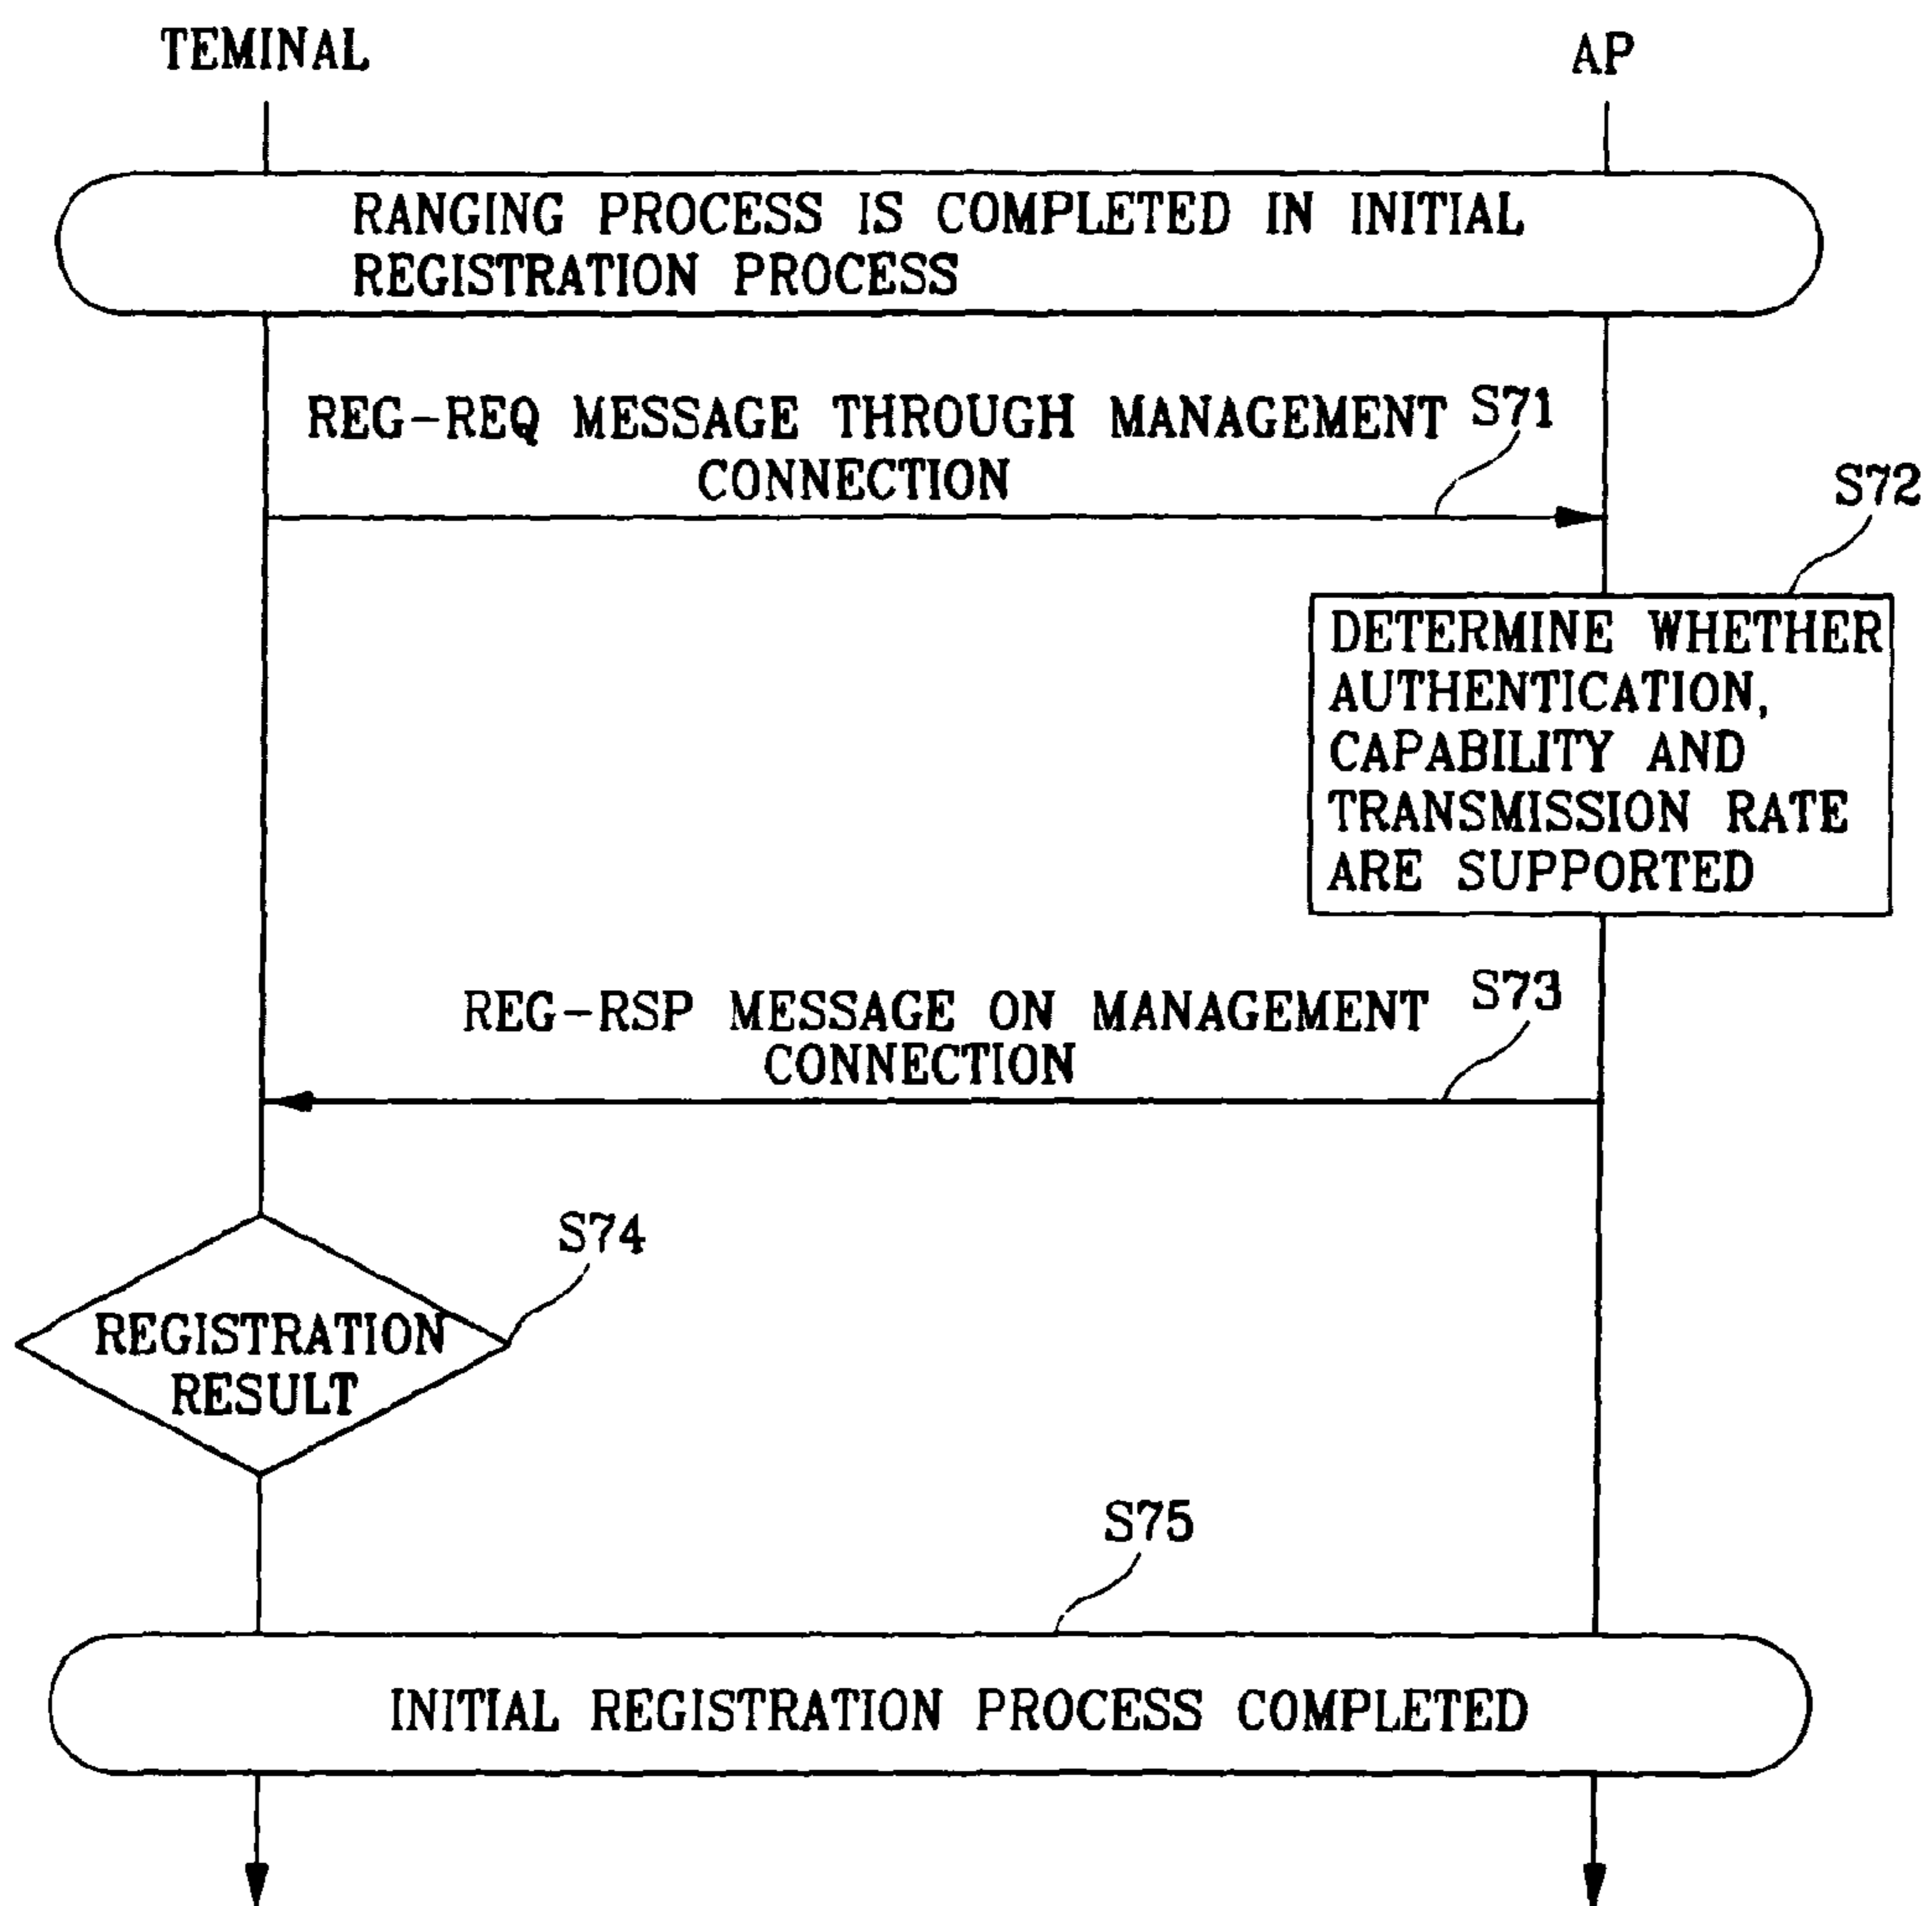 TEMINAL
AP
RANGING PROCESS IS COMPLETED IN INITIAL
REGISTRATION PROCESS
REG-REQ MESSAGE THROUGH MANAGEMENT
CONNECTION
S71
S72
DETERMINE WHETHER
AUTHENTICATION,
CAPABILITY AND
TRANSMISSION RATE
ARE SUPPORTED
REG-RSP MESSAGE ON MANAGEMENT
CONNECTION
S73
S74
REGISTRATION
RESULT
S75
INITIAL REGISTRATION PROCESS COMPLETED